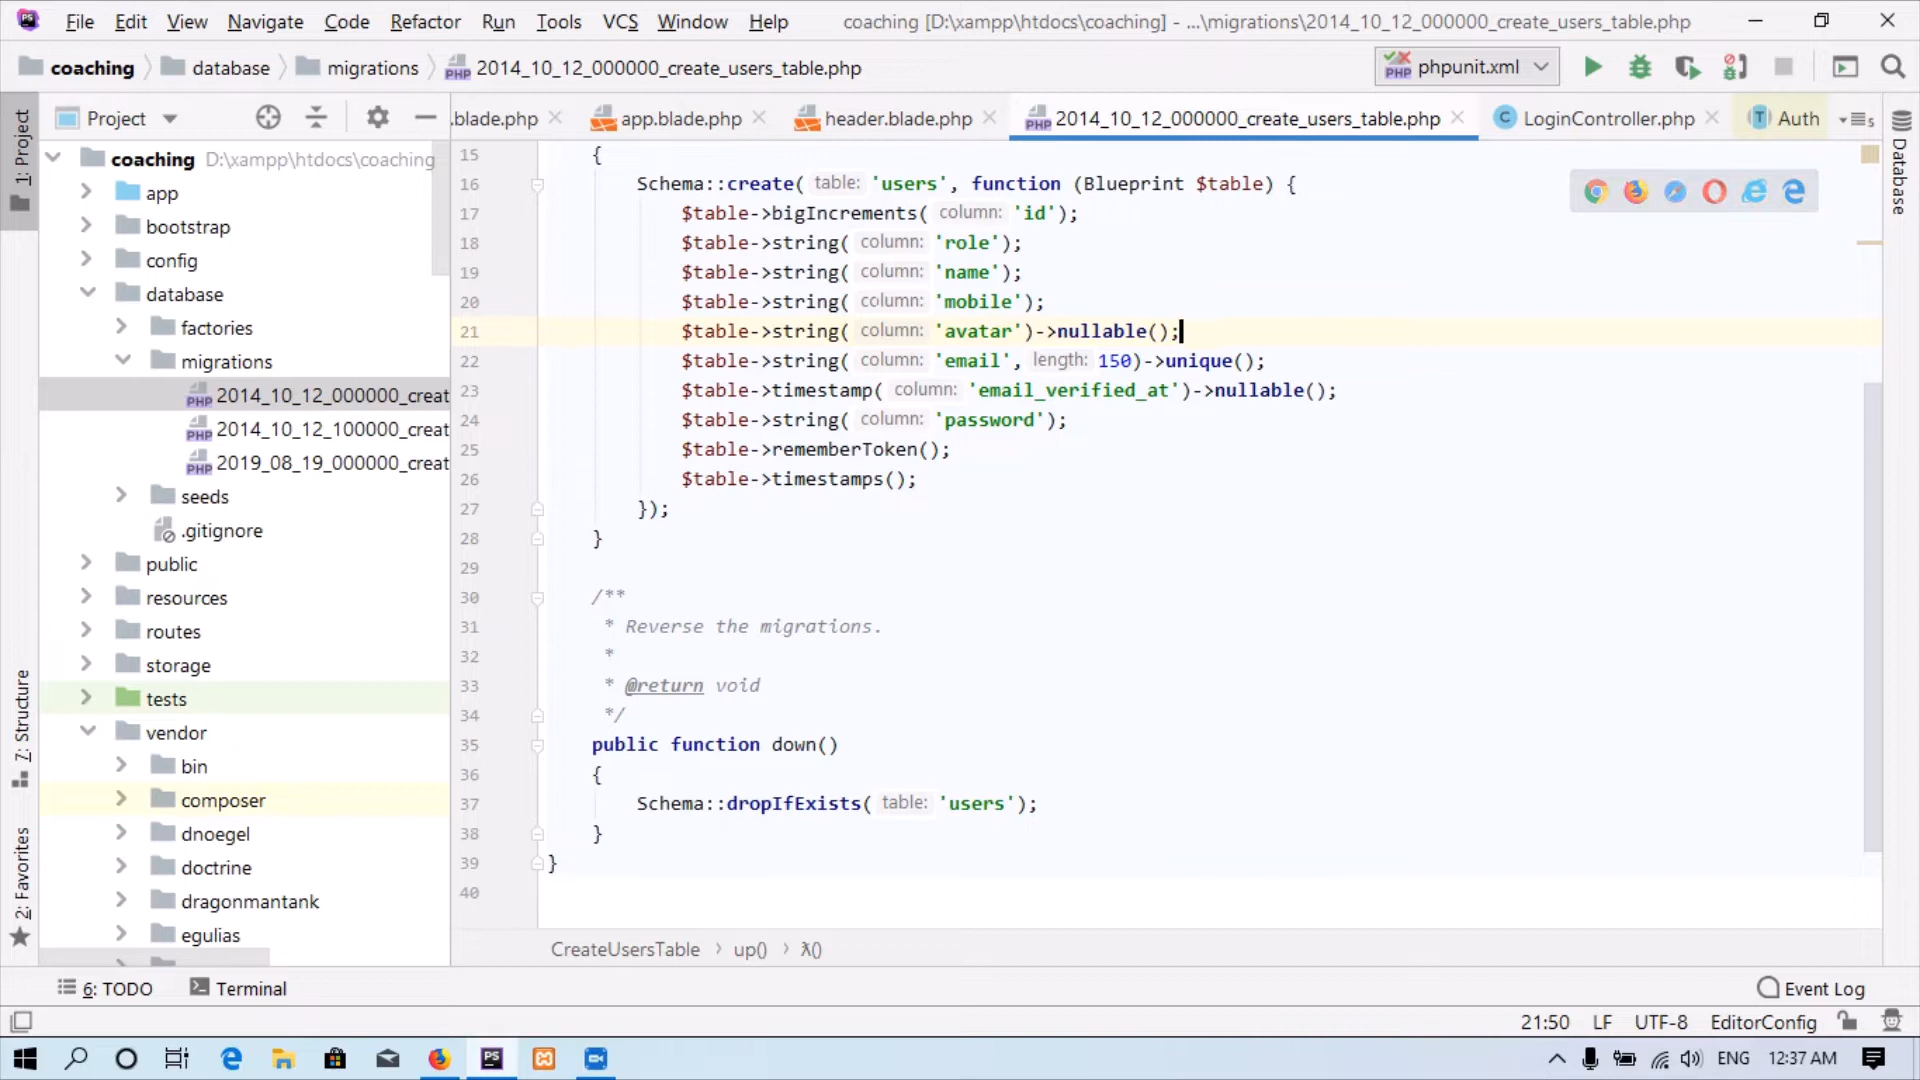 File Edit View Navigate Code Refactor Run Tools VCS Window Help coaching [D:\xampp\htdocs\coaching] - ...\migrations\2014_10_12_000000_create_users_table.php
coaching database migrations 2014_10_12_000000_create_users_table.php phpunit.xml
Project .blade.php app.blade.php header.blade.php 2014_10_12_000000_create_users_table.php LoginController.php Auth
1: Project
7: Structure
2: Favorites
Database
coaching D:\xampp\htdocs\coaching
app
bootstrap
config
database
factories
migrations
2014_10_12_000000_creat
2014_10_12_100000_creat
2019_08_19_000000_creat
seeds
.gitignore
public
resources
routes
storage
tests
vendor
bin
composer
dnoegel
doctrine
dragonmantank
egulias
15 {
16 Schema::create( table: 'users', function (Blueprint $table) {
17 $table->bigIncrements( column: 'id');
18 $table->string( column: 'role');
19 $table->string( column: 'name');
20 $table->string( column: 'mobile');
21 $table->string( column: 'avatar')->nullable();
22 $table->string( column: 'email', length: 150)->unique();
23 $table->timestamp( column: 'email_verified_at')->nullable();
24 $table->string( column: 'password');
25 $table->rememberToken();
26 $table->timestamps();
27 });
28 }
29
30 /**
31 * Reverse the migrations.
32 *
33 * @return void
34 */
35 public function down()
36 {
37 Schema::dropIfExists( table: 'users');
38 }
39 }
40
CreateUsersTable › up() › λ()
6: TODO Terminal Event Log
21:50 LF UTF-8 EditorConfig
ENG 12:37 AM